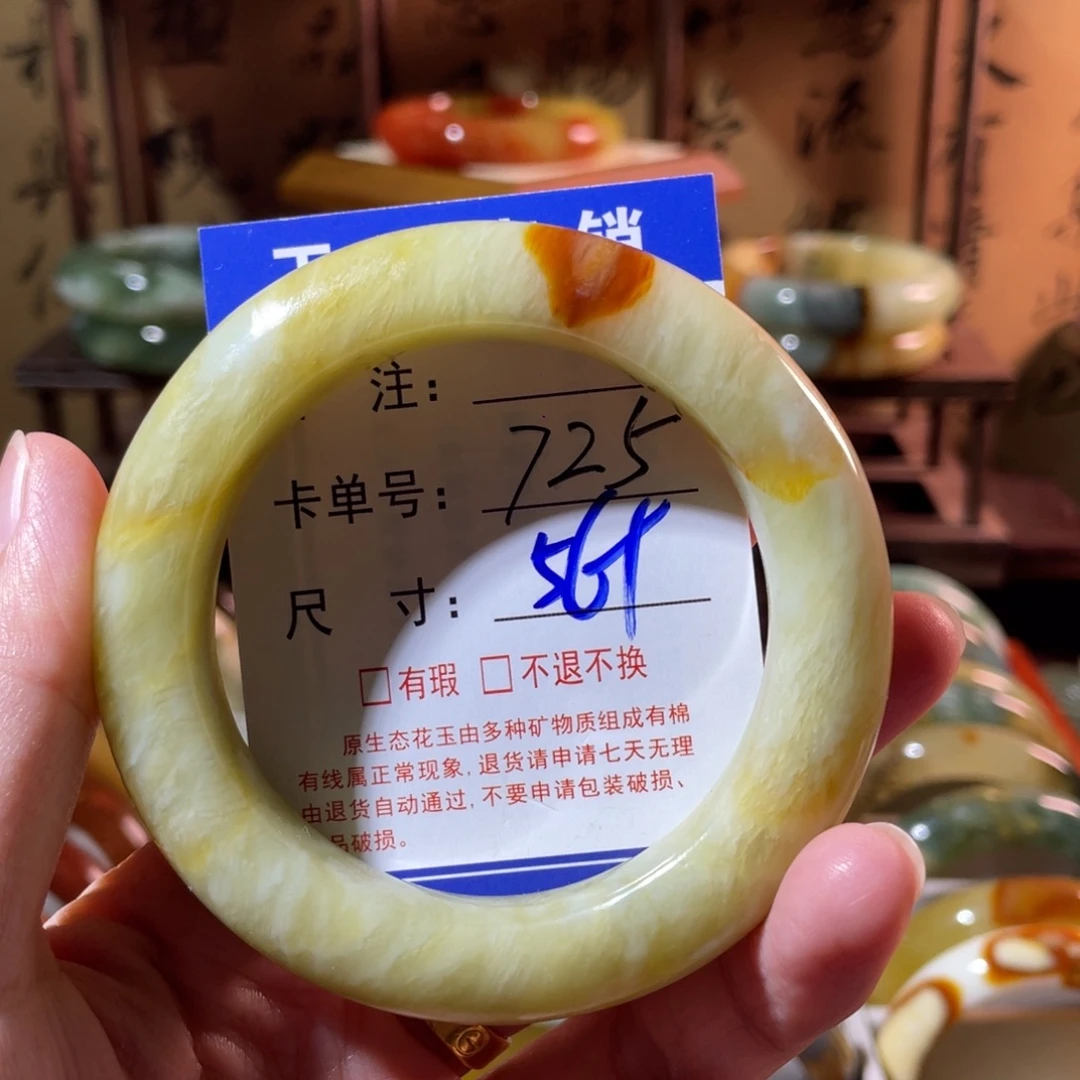 销
注：
卡单号： 725
尺 寸： 56+
□有瑕 □不退不换
原生态花玉由多种矿物质组成有棉
有线属正常现象, 退货请申请七天无理
由退货自动通过, 不要申请包装破损、
品破损。